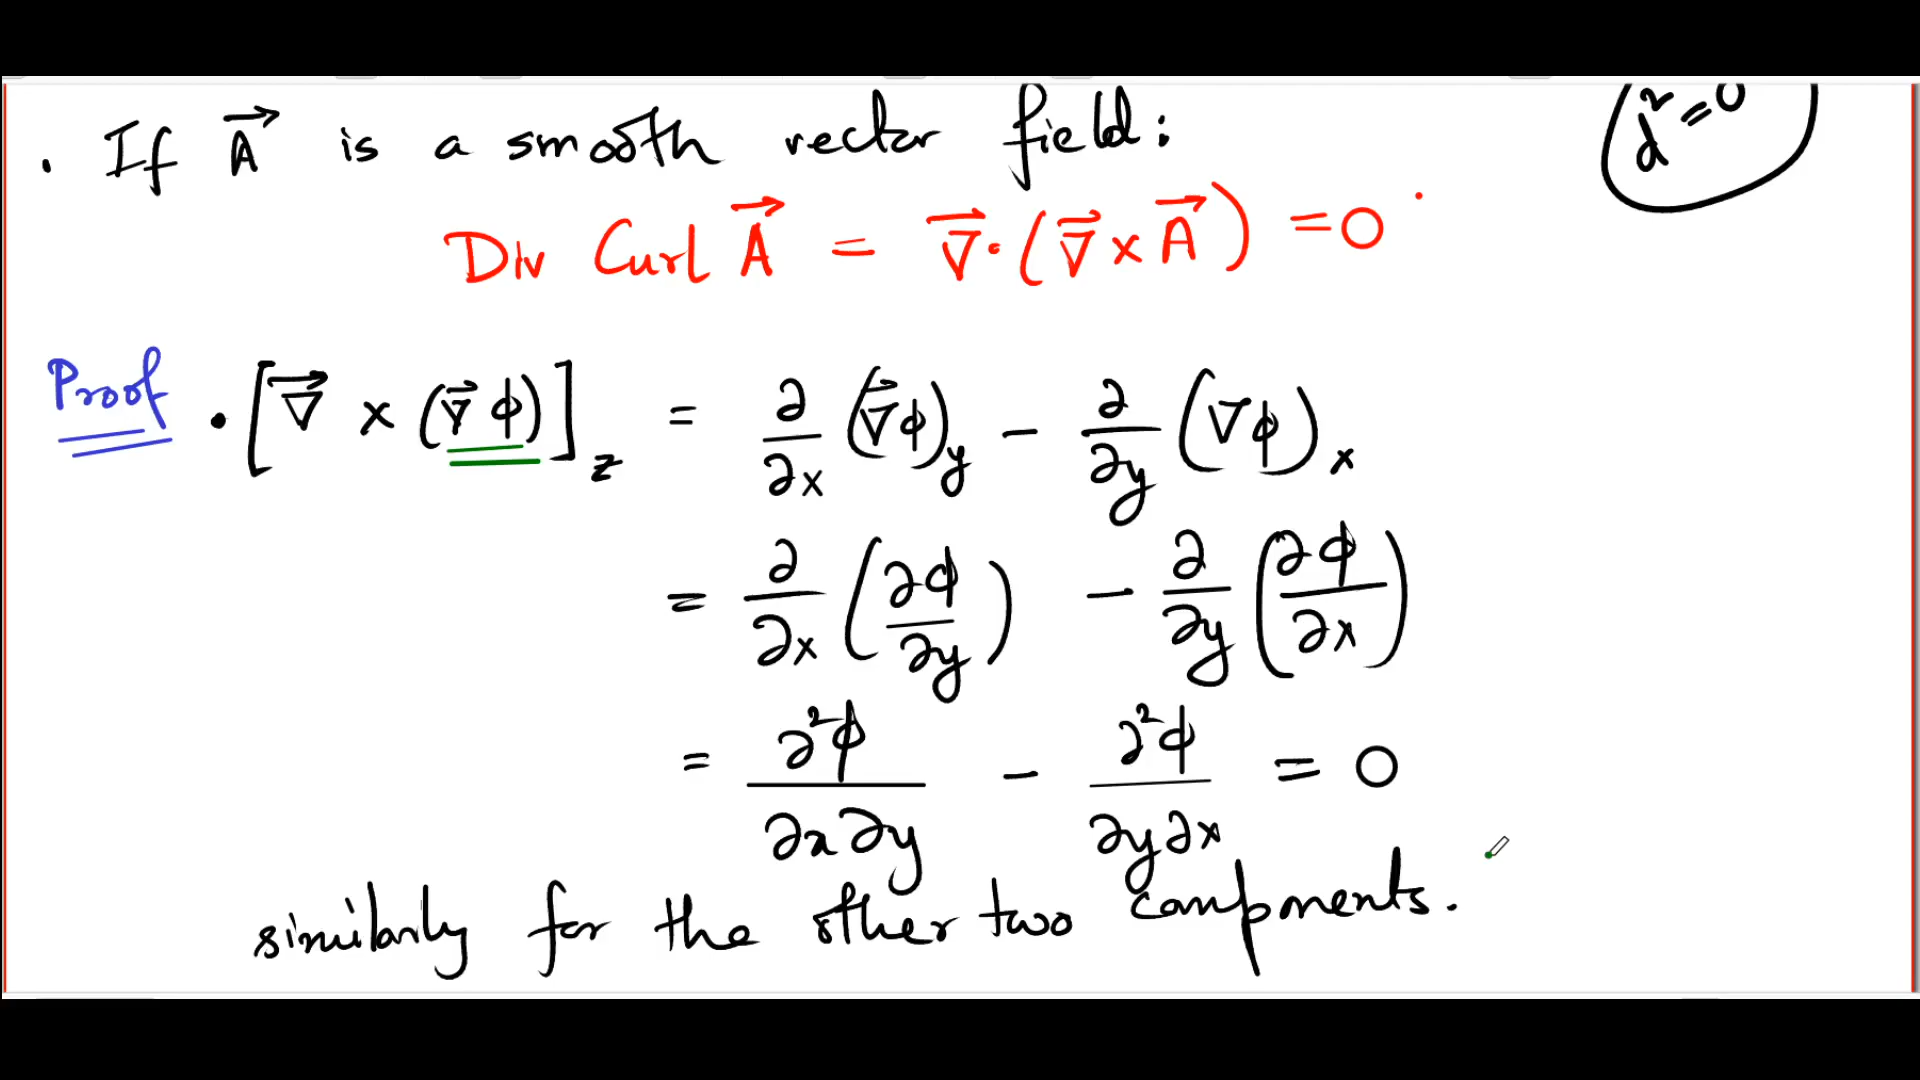 d²=0
. If A⃗ is a smooth vector field:
Div Curl A⃗ = ∇⃗·(∇⃗×A⃗) =0
Proof
• [∇⃗ × (∇⃗ϕ)]_z = ∂/∂x (∇⃗ϕ)_y − ∂/∂y (∇ϕ)_x
= ∂/∂x (∂ϕ/∂y) − ∂/∂y (∂ϕ/∂x)
= ∂²ϕ/∂x∂y − ∂²ϕ/∂y∂x = 0
similarly for the other two components.